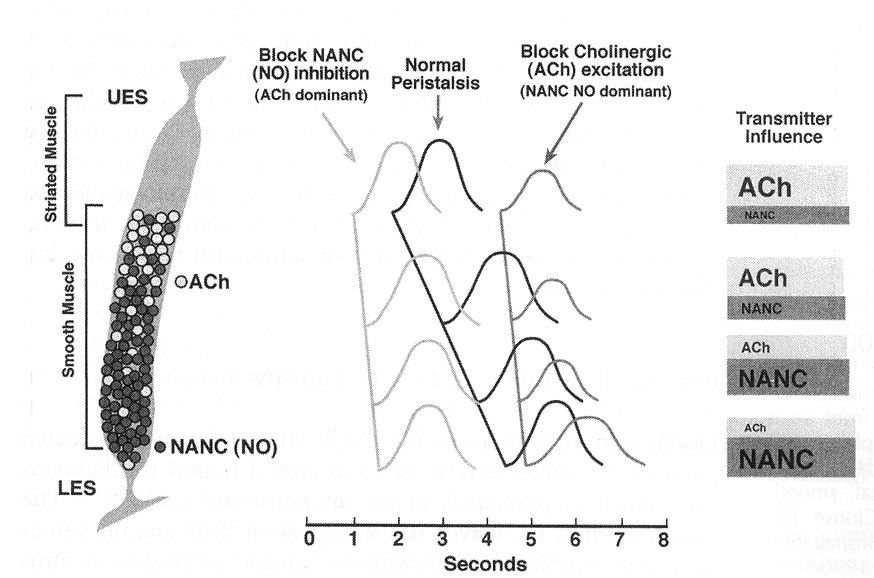 UES
Striated Muscle
Smooth Muscle
ACh
NANC (NO)
LES
Block NANC
(NO) inhibition
(ACh dominant)
Normal
Peristalsis
Block Cholinergic
(ACh) excitation
(NANC NO dominant)
Transmitter
Influence
ACh
NANC
ACh
NANC
ACh
NANC
ACh
NANC
0 1 2 3 4 5 6 7 8
Seconds